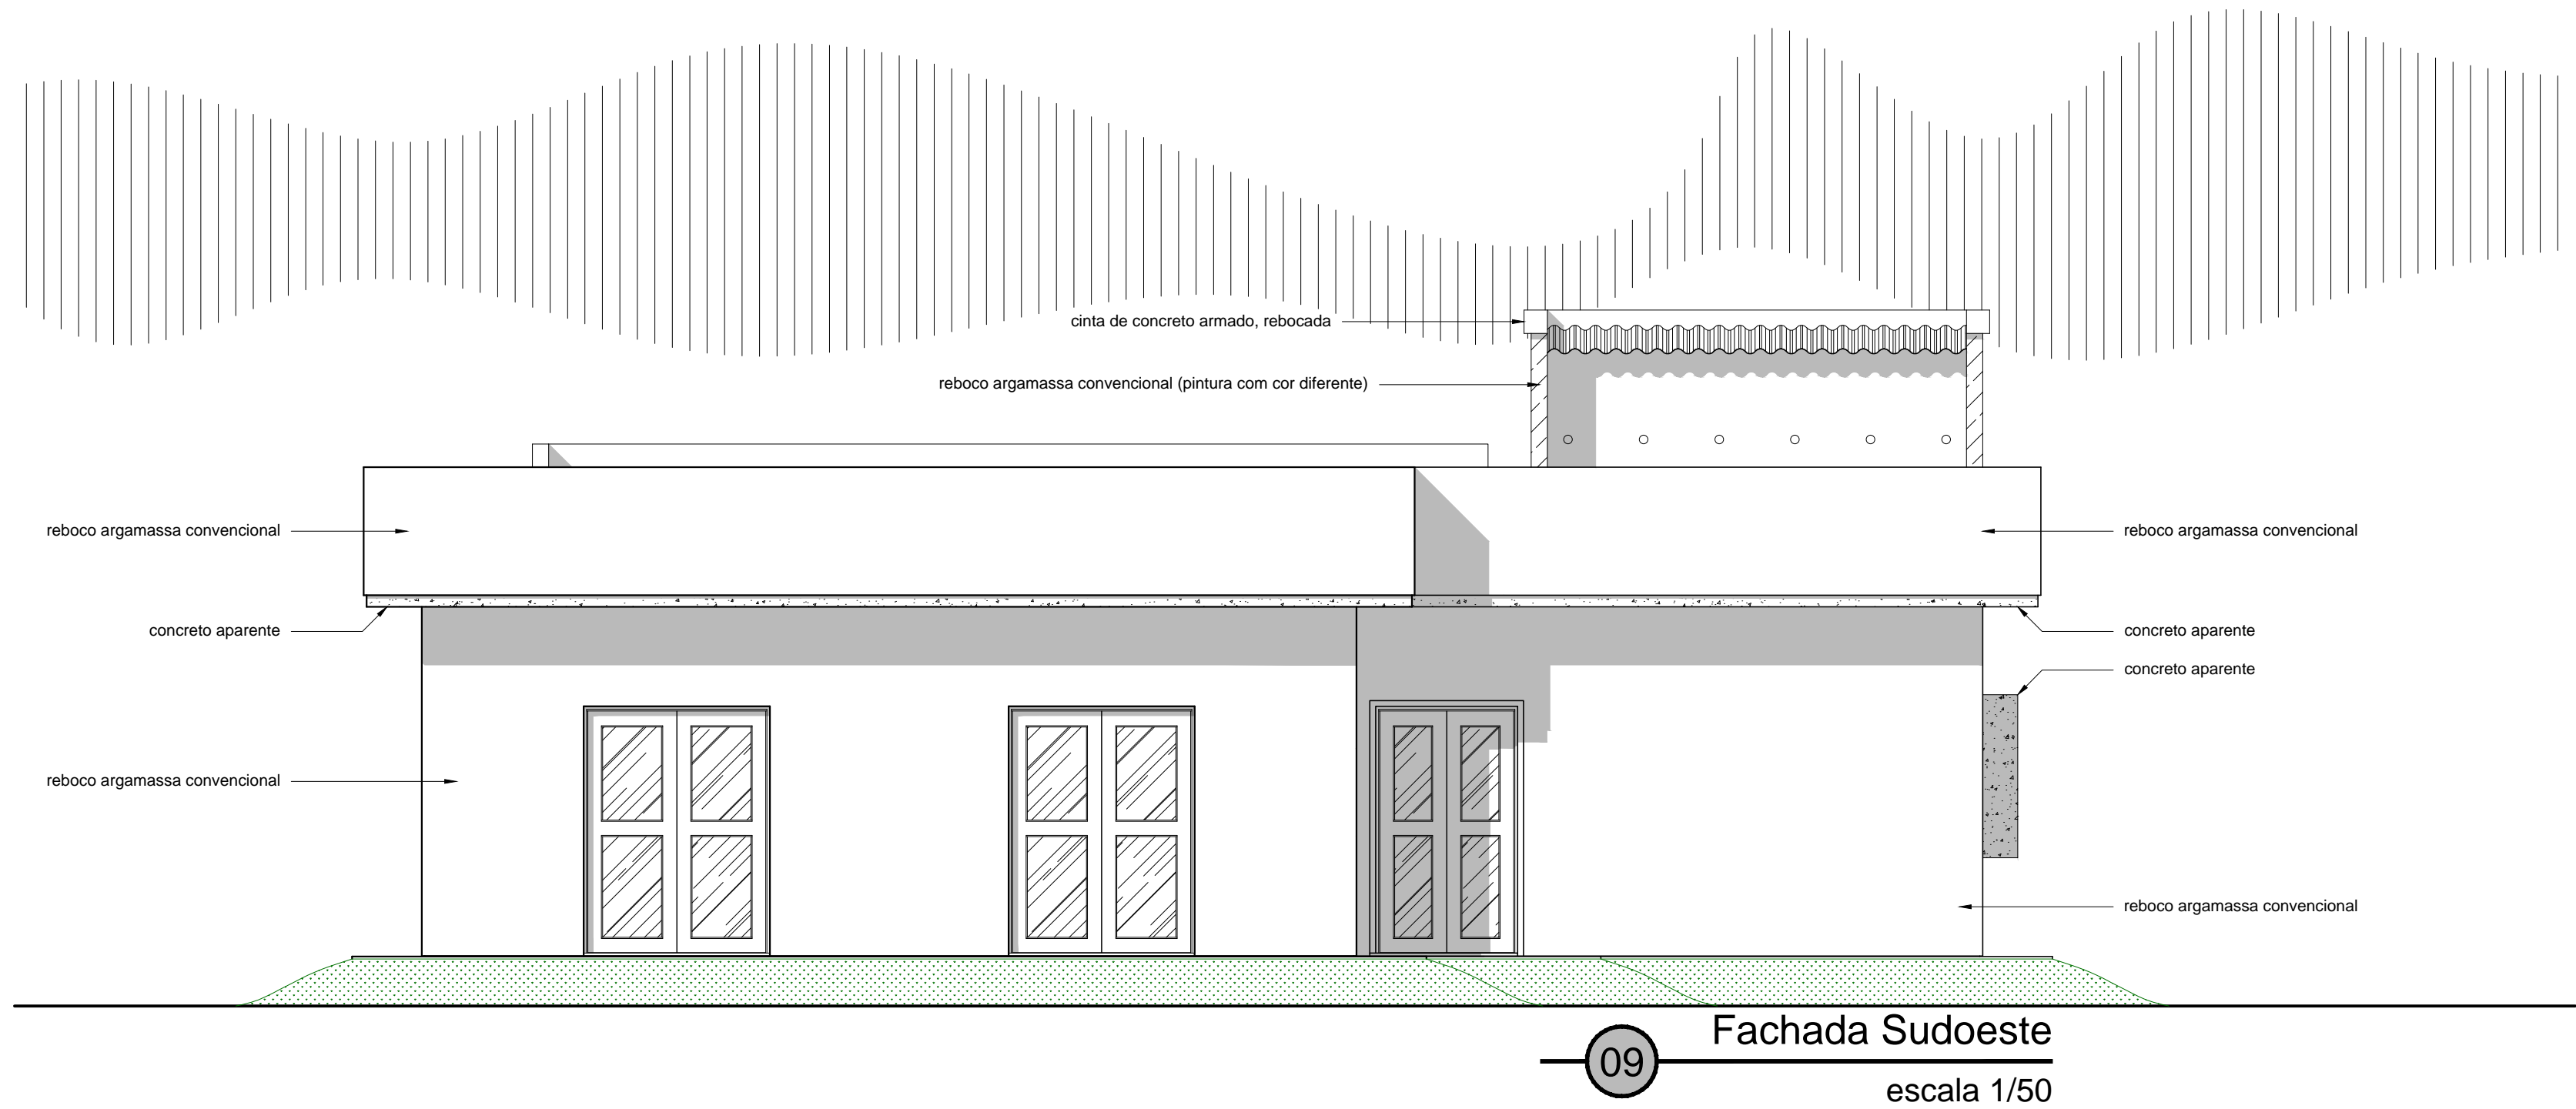 cinta de concreto armado, rebocada
reboco argamassa convencional (pintura com cor diferente)
reboco argamassa convencional
reboco argamassa convencional
concreto aparente
concreto aparente
concreto aparente
reboco argamassa convencional
reboco argamassa convencional
Fachada Sudoeste
09
escala 1/50